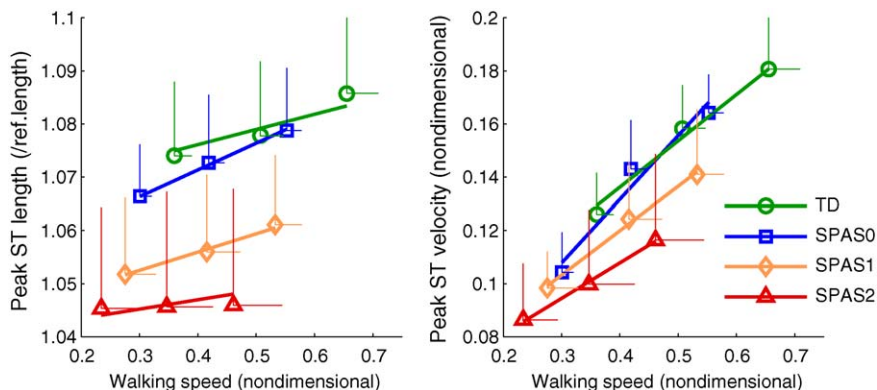 Peak ST length (/ref.length)
1.1
1.09
1.08
1.07
1.06
1.05
1.04
0.2 0.3 0.4 0.5 0.6 0.7
Walking speed (nondimensional)
Peak ST velocity (nondimensional)
0.2
0.18
0.16
0.14
0.12
0.1
0.08
0.2 0.3 0.4 0.5 0.6 0.7
Walking speed (nondimensional)
TD
SPAS0
SPAS1
SPAS2